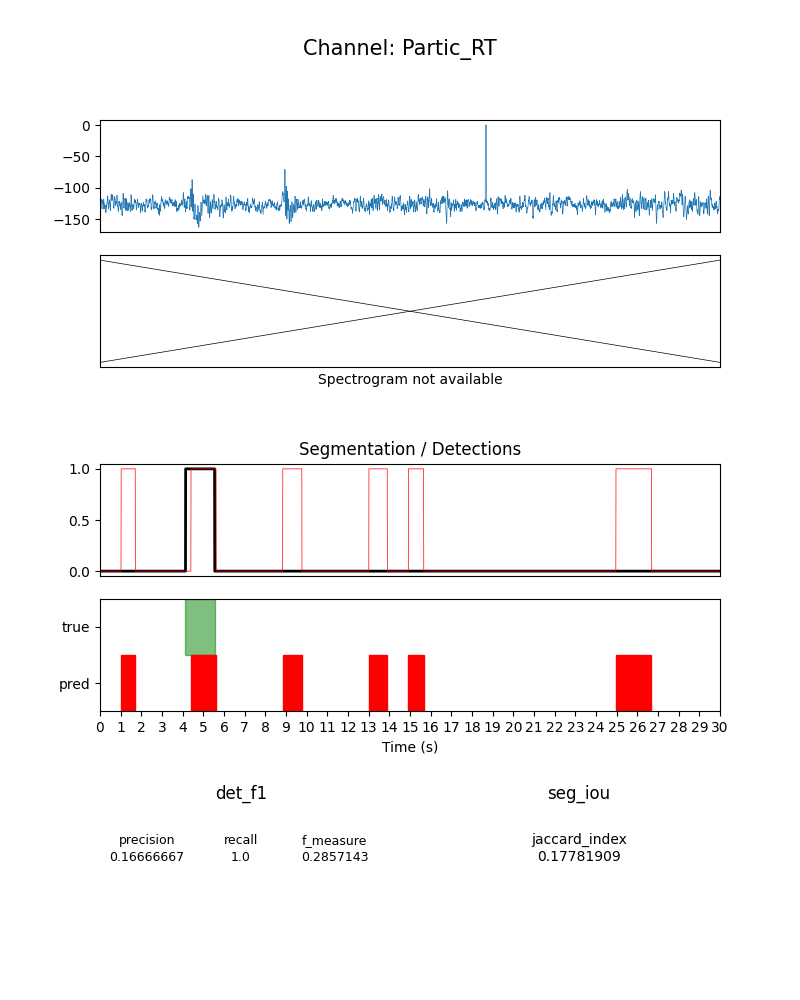 Channel: Partic_RT
0
−50
−100
−150
Spectrogram not available
Segmentation / Detections
1.0
0.5
0.0
true
pred
0 1 2 3 4 5 6 7 8 9 10 11 12 13 14 15 16 17 18 19 20 21 22 23 24 25 26 27 28 29 30
Time (s)
det_f1 seg_iou
precision recall f_measure jaccard_index
0.16666667 1.0 0.2857143 0.17781909